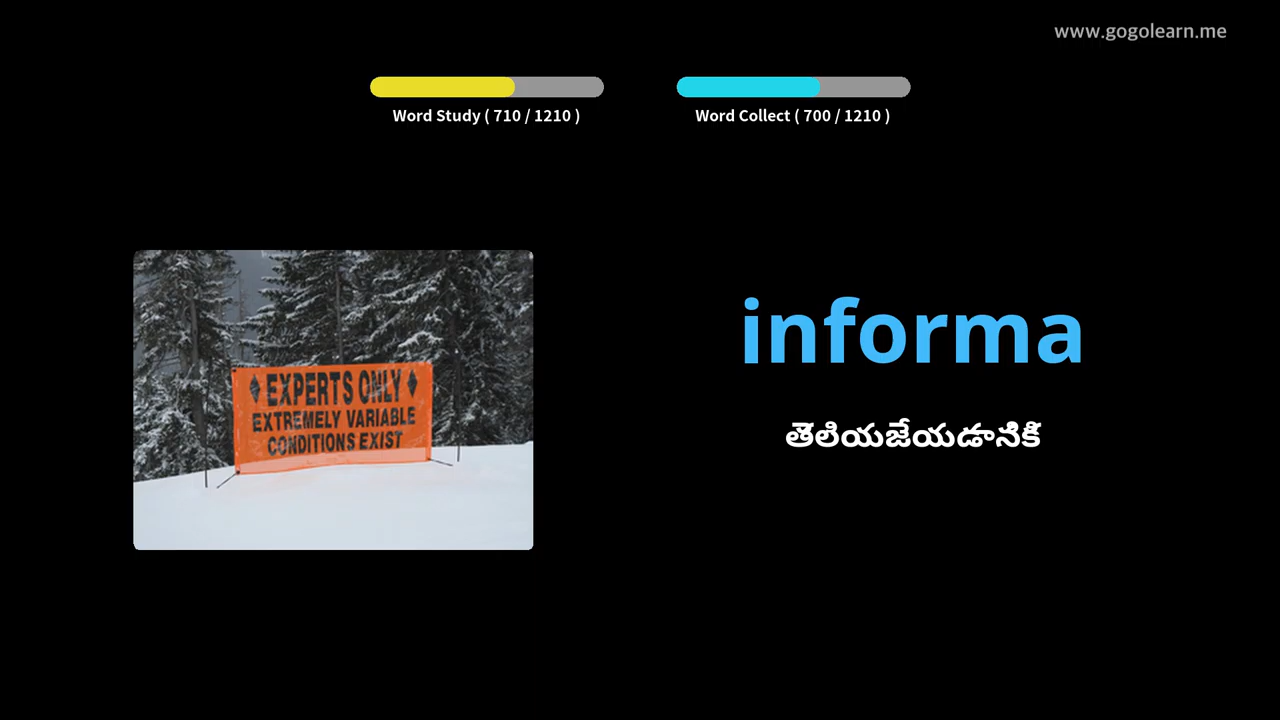 www.gogolearn.me
Word Study ( 710 / 1210 )
Word Collect ( 700 / 1210 )
EXPERTS ONLY
EXTREMELY VARIABLE
CONDITIONS EXIST
informa
తెలియజేయడానికి